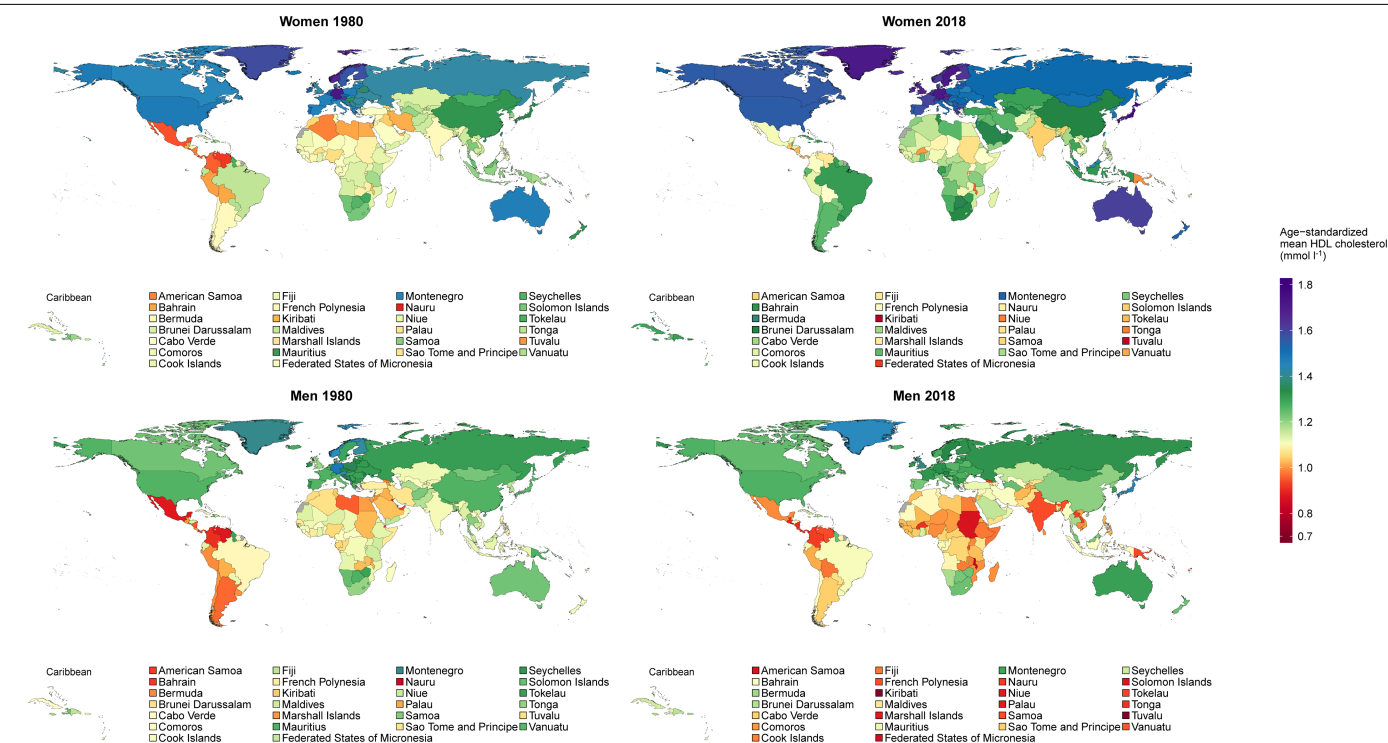 Women 1980
Women 2018
Age−standardized
mean HDL cholesterol
(mmol l-1)
1.8
1.6
1.4
1.2
1.0
0.8
0.7
Caribbean
American Samoa
Bahrain
Bermuda
Brunei Darussalam
Cabo Verde
Comoros
Cook Islands
Fiji
French Polynesia
Kiribati
Maldives
Marshall Islands
Mauritius
Federated States of Micronesia
Montenegro
Nauru
Niue
Palau
Samoa
Sao Tome and Principe
Seychelles
Solomon Islands
Tokelau
Tonga
Tuvalu
Vanuatu
Caribbean
American Samoa
Bahrain
Bermuda
Brunei Darussalam
Cabo Verde
Comoros
Cook Islands
Fiji
French Polynesia
Kiribati
Maldives
Marshall Islands
Mauritius
Federated States of Micronesia
Montenegro
Nauru
Niue
Palau
Samoa
Sao Tome and Principe
Seychelles
Solomon Islands
Tokelau
Tonga
Tuvalu
Vanuatu
Men 1980
Men 2018
Caribbean
American Samoa
Bahrain
Bermuda
Brunei Darussalam
Cabo Verde
Comoros
Cook Islands
Fiji
French Polynesia
Kiribati
Maldives
Marshall Islands
Mauritius
Federated States of Micronesia
Montenegro
Nauru
Niue
Palau
Samoa
Sao Tome and Principe
Seychelles
Solomon Islands
Tokelau
Tonga
Tuvalu
Vanuatu
Caribbean
American Samoa
Bahrain
Bermuda
Brunei Darussalam
Cabo Verde
Comoros
Cook Islands
Fiji
French Polynesia
Kiribati
Maldives
Marshall Islands
Mauritius
Federated States of Micronesia
Montenegro
Nauru
Niue
Palau
Samoa
Sao Tome and Principe
Seychelles
Solomon Islands
Tokelau
Tonga
Tuvalu
Vanuatu